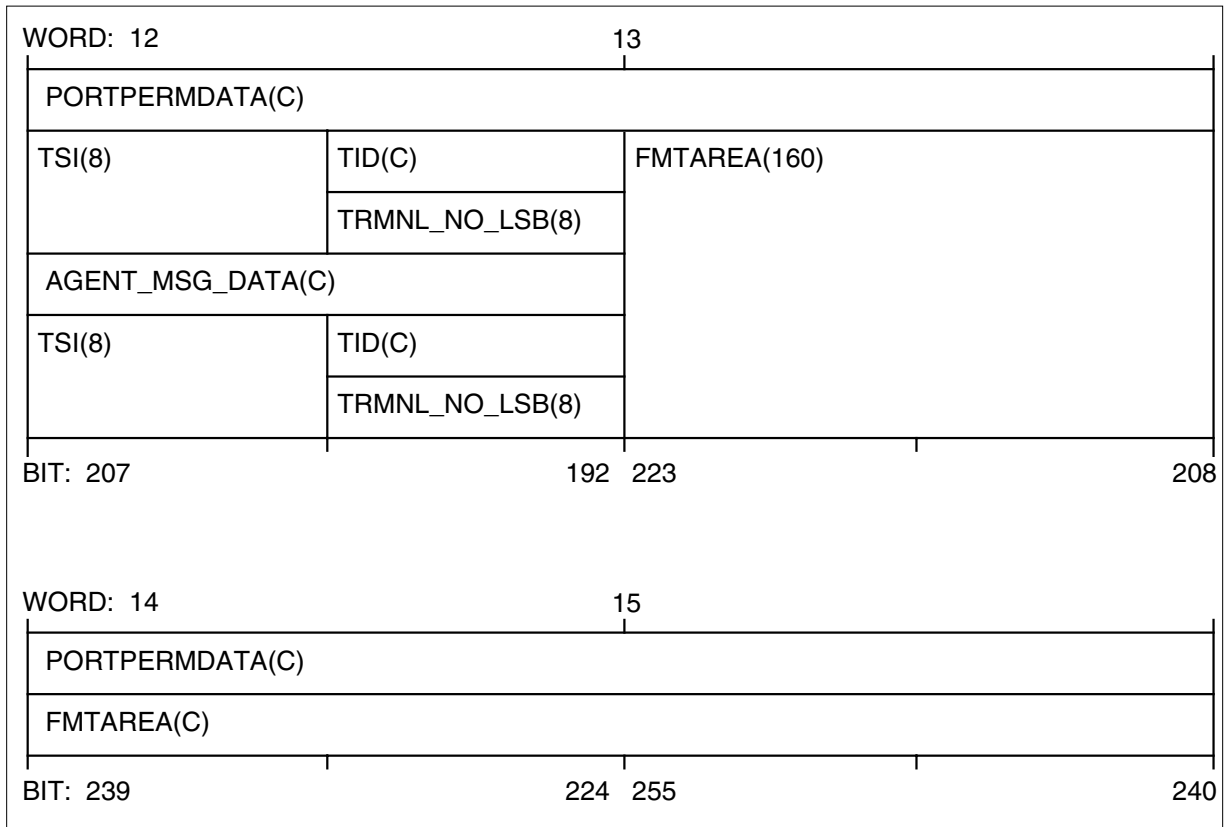 WORD: 12 13
PORTPERMDATA(C)
TSI(8) TID(C) FMTAREA(160)
TRMNL_NO_LSB(8)
AGENT_MSG_DATA(C)
TSI(8) TID(C)
TRMNL_NO_LSB(8)
BIT: 207 192 223 208
WORD: 14 15
PORTPERMDATA(C)
FMTAREA(C)
BIT: 239 224 255 240